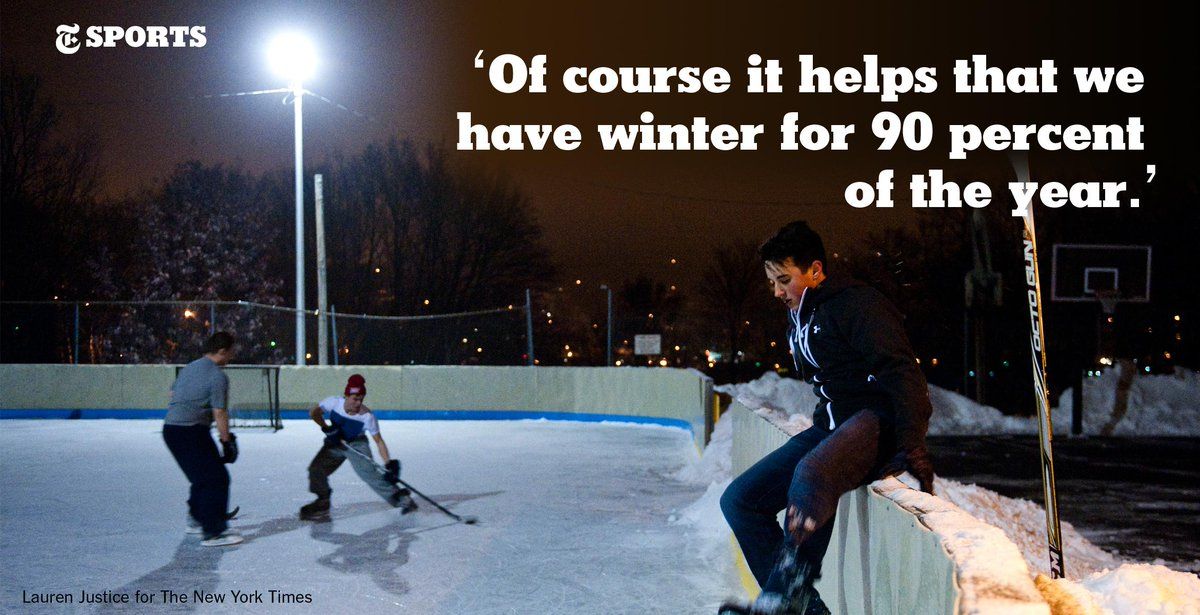 SPORTS
‘Of course it helps that we
have winter for 90 percent
of the year.’
OCTO GUN
CCM
Lauren Justice for The New York Times